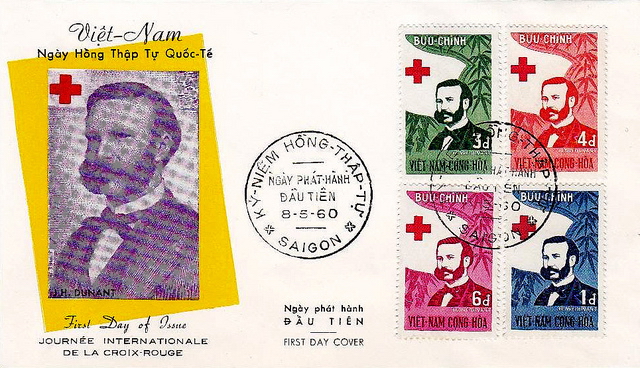 Việt-Nam
Ngày Hồng Thập Tự Quốc-Tế
J.H. DUNANT
First Day of Issue
JOURNÉE INTERNATIONALE
DE LA CROIX-ROUGE
KỶ-NIỆM HỒNG-THẬP-TỰ
NGÀY PHÁT-HÀNH
ĐẦU TIÊN
8-5-60
SAIGON
Ngày phát hành
ĐẦU TIÊN
FIRST DAY COVER
BƯU-CHÍNH
3đ
VIỆT-NAM CỘNG-HÒA
BƯU-CHÍNH
4đ
VIỆT-NAM CỘNG-HÒA
BƯU-CHÍNH
6đ
VIỆT-NAM CỘNG-HÒA
BƯU-CHÍNH
1đ
VIỆT-NAM CỘNG-HÒA
SAIGON